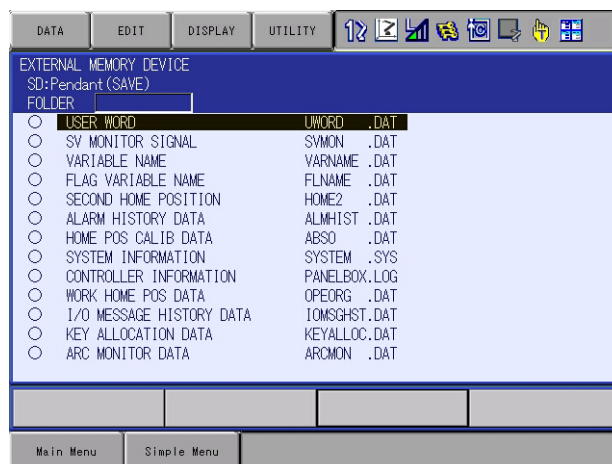 DATA EDIT DISPLAY UTILITY 12
EXTERNAL MEMORY DEVICE
SD:Pendant(SAVE)
FOLDER
USER WORD UWORD .DAT
SV MONITOR SIGNAL SVMON .DAT
VARIABLE NAME VARNAME .DAT
FLAG VARIABLE NAME FLNAME .DAT
SECOND HOME POSITION HOME2 .DAT
ALARM HISTORY DATA ALMHIST .DAT
HOME POS CALIB DATA ABSO .DAT
SYSTEM INFORMATION SYSTEM .SYS
CONTROLLER INFORMATION PANELBOX.LOG
WORK HOME POS DATA OPEORG .DAT
I/O MESSAGE HISTORY DATA IOMSGHST.DAT
KEY ALLOCATION DATA KEYALLOC.DAT
ARC MONITOR DATA ARCMON .DAT
Main Menu Simple Menu